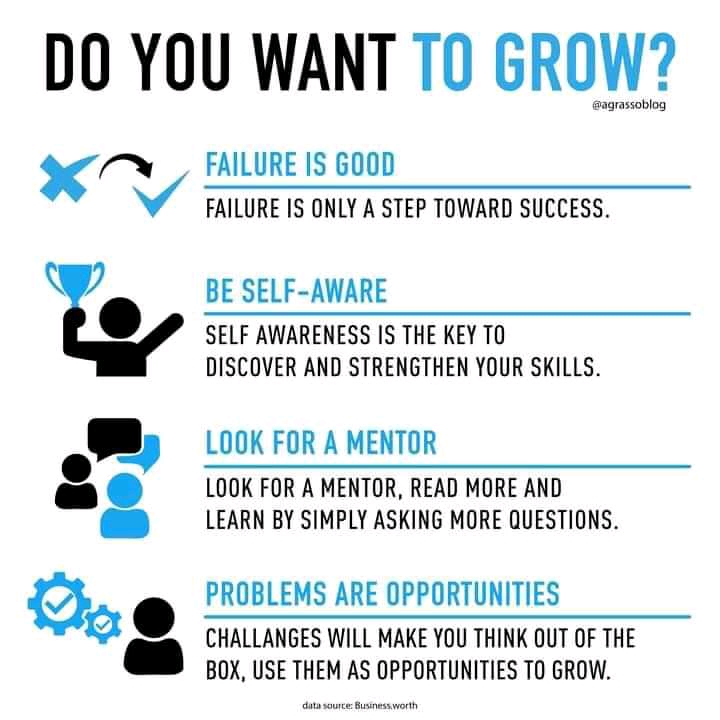 DO YOU WANT TO GROW?
@agrassoblog
FAILURE IS GOOD
FAILURE IS ONLY A STEP TOWARD SUCCESS.
BE SELF-AWARE
SELF AWARENESS IS THE KEY TO
DISCOVER AND STRENGTHEN YOUR SKILLS.
LOOK FOR A MENTOR
LOOK FOR A MENTOR, READ MORE AND
LEARN BY SIMPLY ASKING MORE QUESTIONS.
PROBLEMS ARE OPPORTUNITIES
CHALLANGES WILL MAKE YOU THINK OUT OF THE
BOX, USE THEM AS OPPORTUNITIES TO GROW.
data source: Business,worth